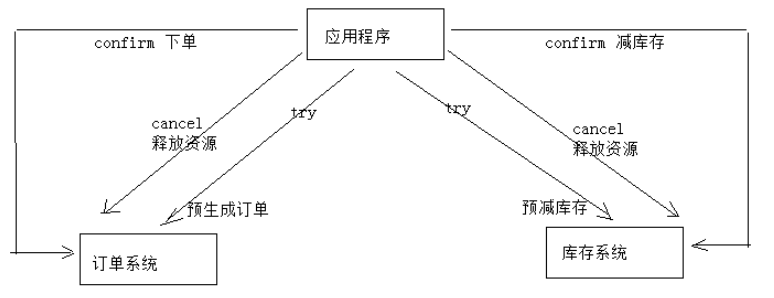 应用程序
confirm 下单
confirm 减库存
try
try
cancel
释放资源
cancel
释放资源
预生成订单
预减库存
订单系统
库存系统